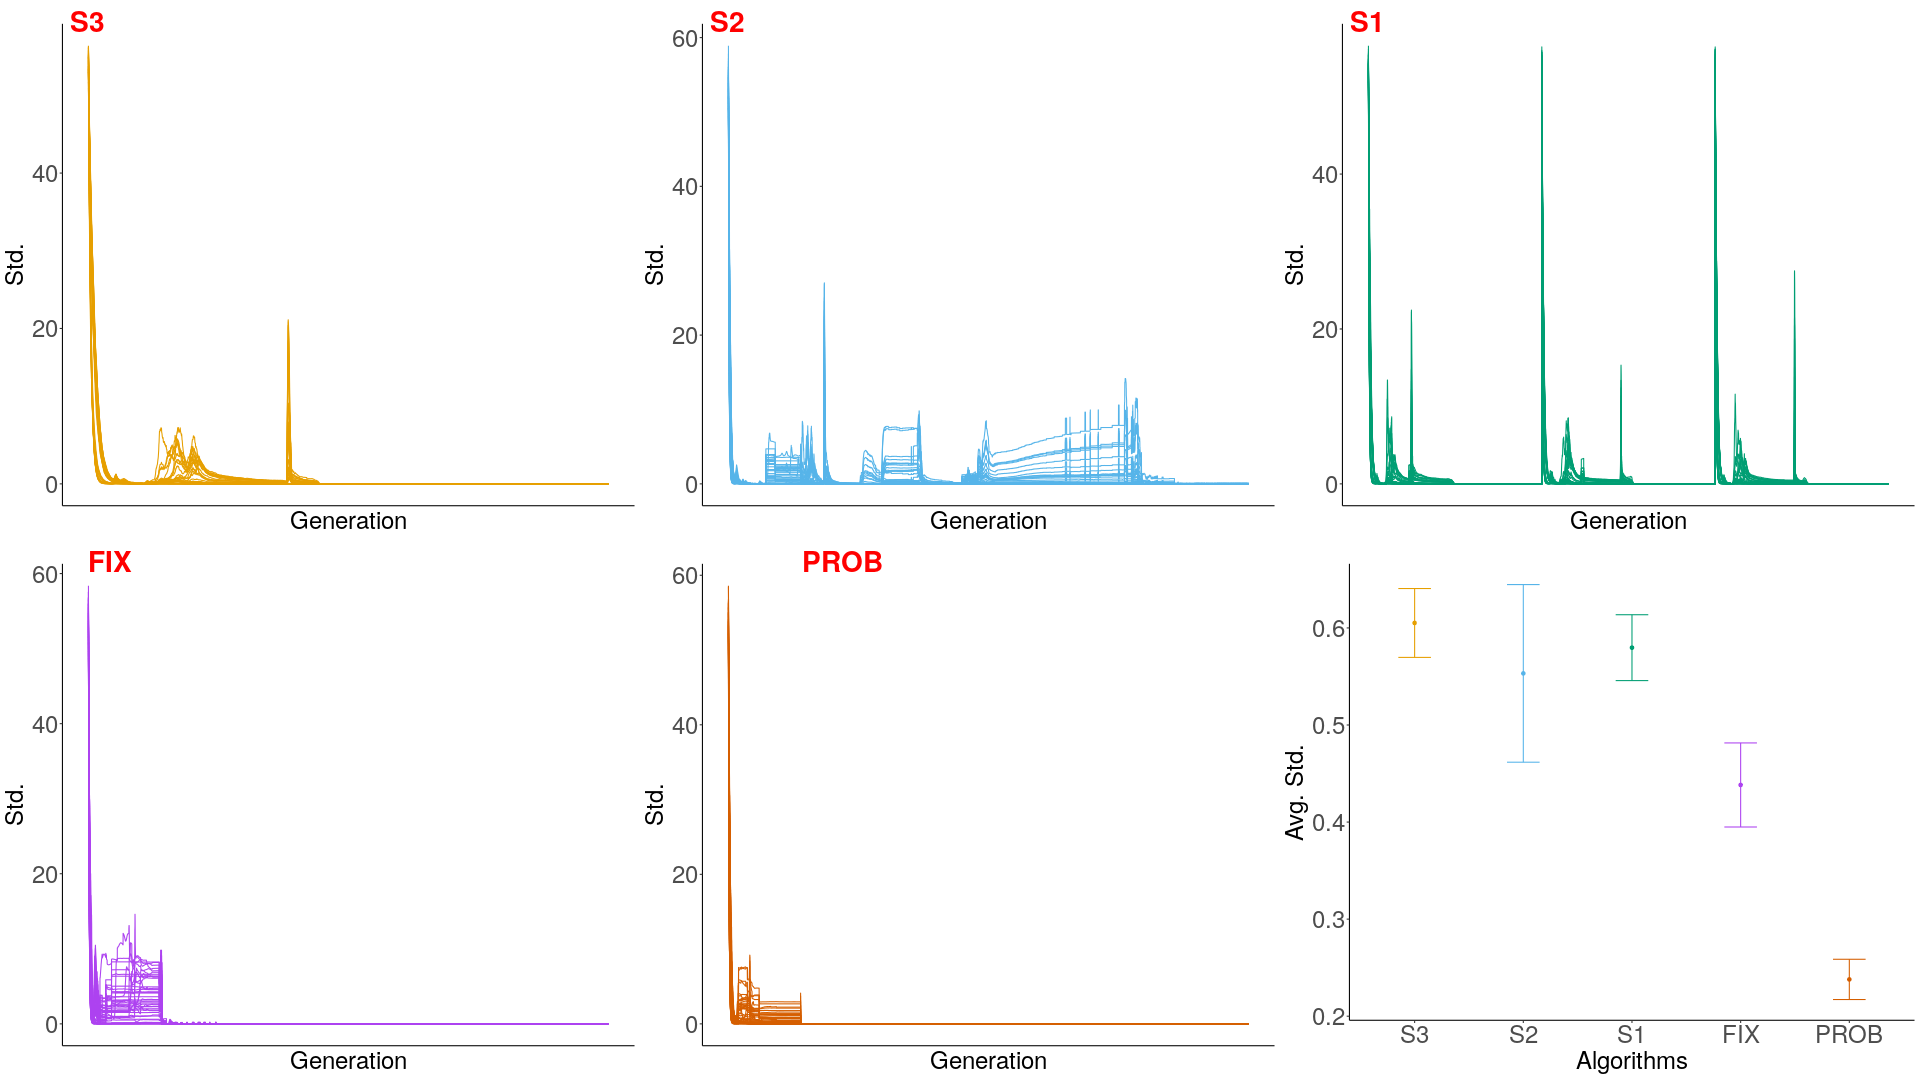 S3
Std.
40
20
0
Generation
S2
Std.
60
40
20
0
Generation
S1
Std.
40
20
0
Generation
FIX
Std.
60
40
20
0
Generation
PROB
Std.
60
40
20
0
Generation
Avg. Std.
0.6
0.5
0.4
0.3
0.2
S3 S2 S1 FIX PROB
Algorithms